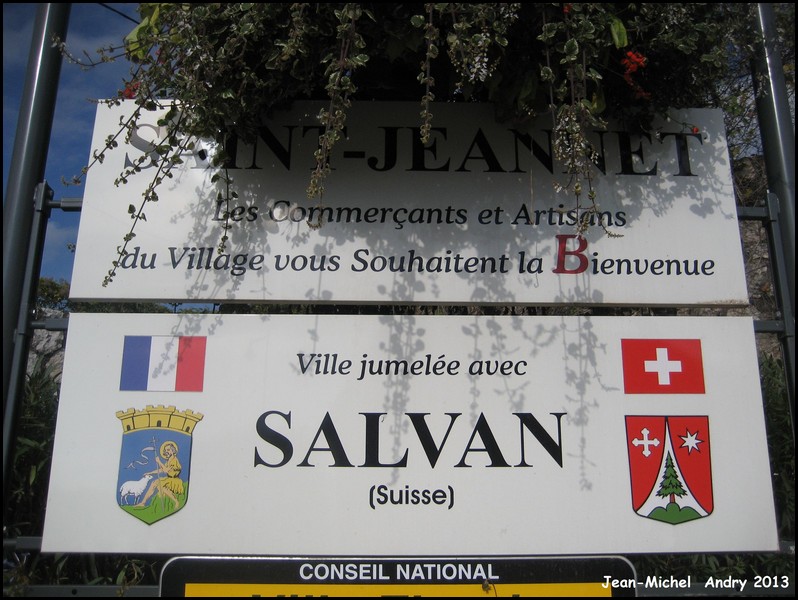 SAINT-JEANNET
Les Commerçants et Artisans
du Village vous Souhaitent la Bienvenue
Ville jumelée avec
SALVAN
(Suisse)
CONSEIL NATIONAL
Jean-Michel Andry 2013